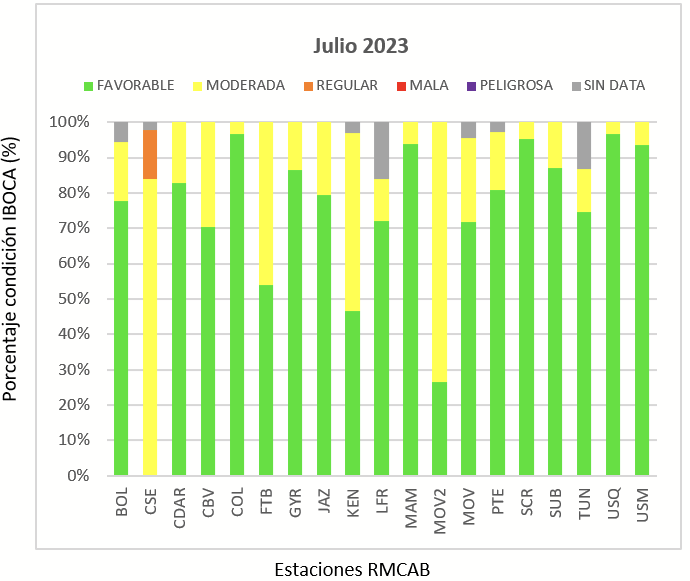 Julio 2023
FAVORABLE MODERADA REGULAR MALA PELIGROSA SIN DATA
Porcentaje condición IBOCA (%)
100%
90%
80%
70%
60%
50%
40%
30%
20%
10%
0%
BOL CSE CDAR CBV COL FTB GYR JAZ KEN LFR MAM MOV2 MOV PTE SCR SUB TUN USQ USM
Estaciones RMCAB